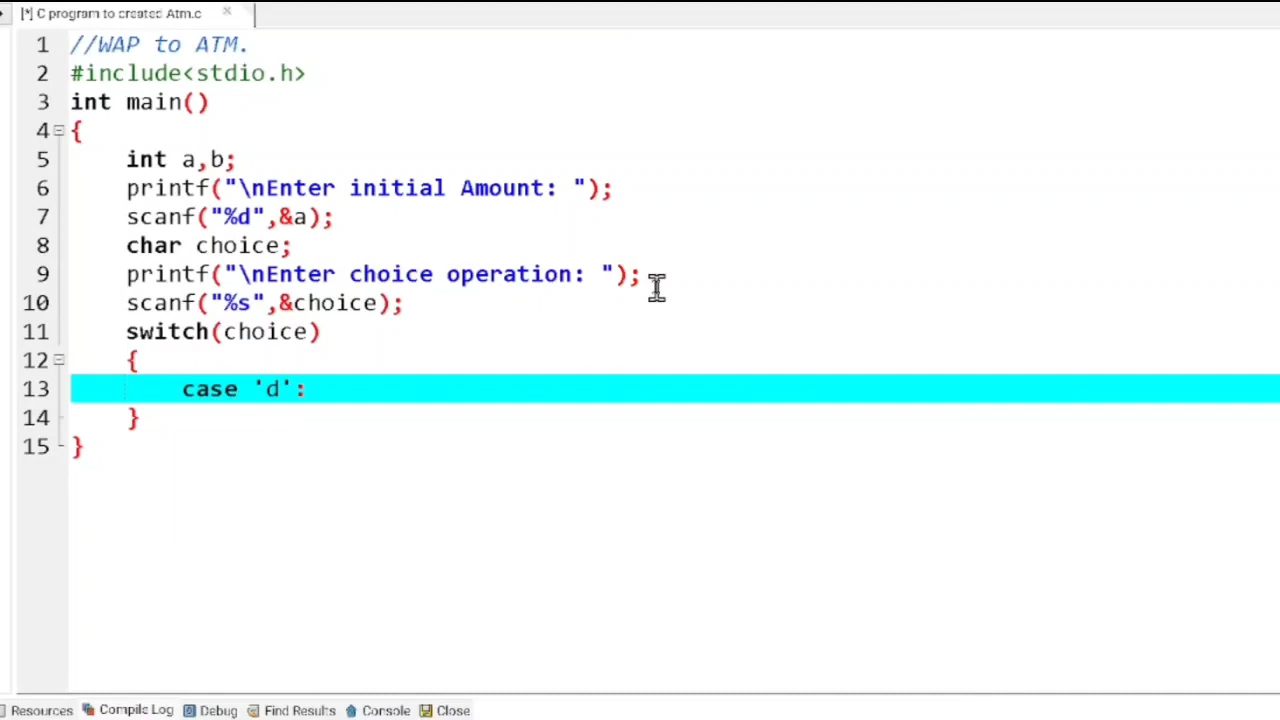 [*] C program to created Atm.c
1 //WAP to ATM.
2 #include<stdio.h>
3 int main()
4 {
5 int a,b;
6 printf("\nEnter initial Amount: ");
7 scanf("%d",&a);
8 char choice;
9 printf("\nEnter choice operation: ");
10 scanf("%s",&choice);
11 switch(choice)
12 {
13 case 'd':
14 }
15 }
Resources Compile Log Debug Find Results Console Close